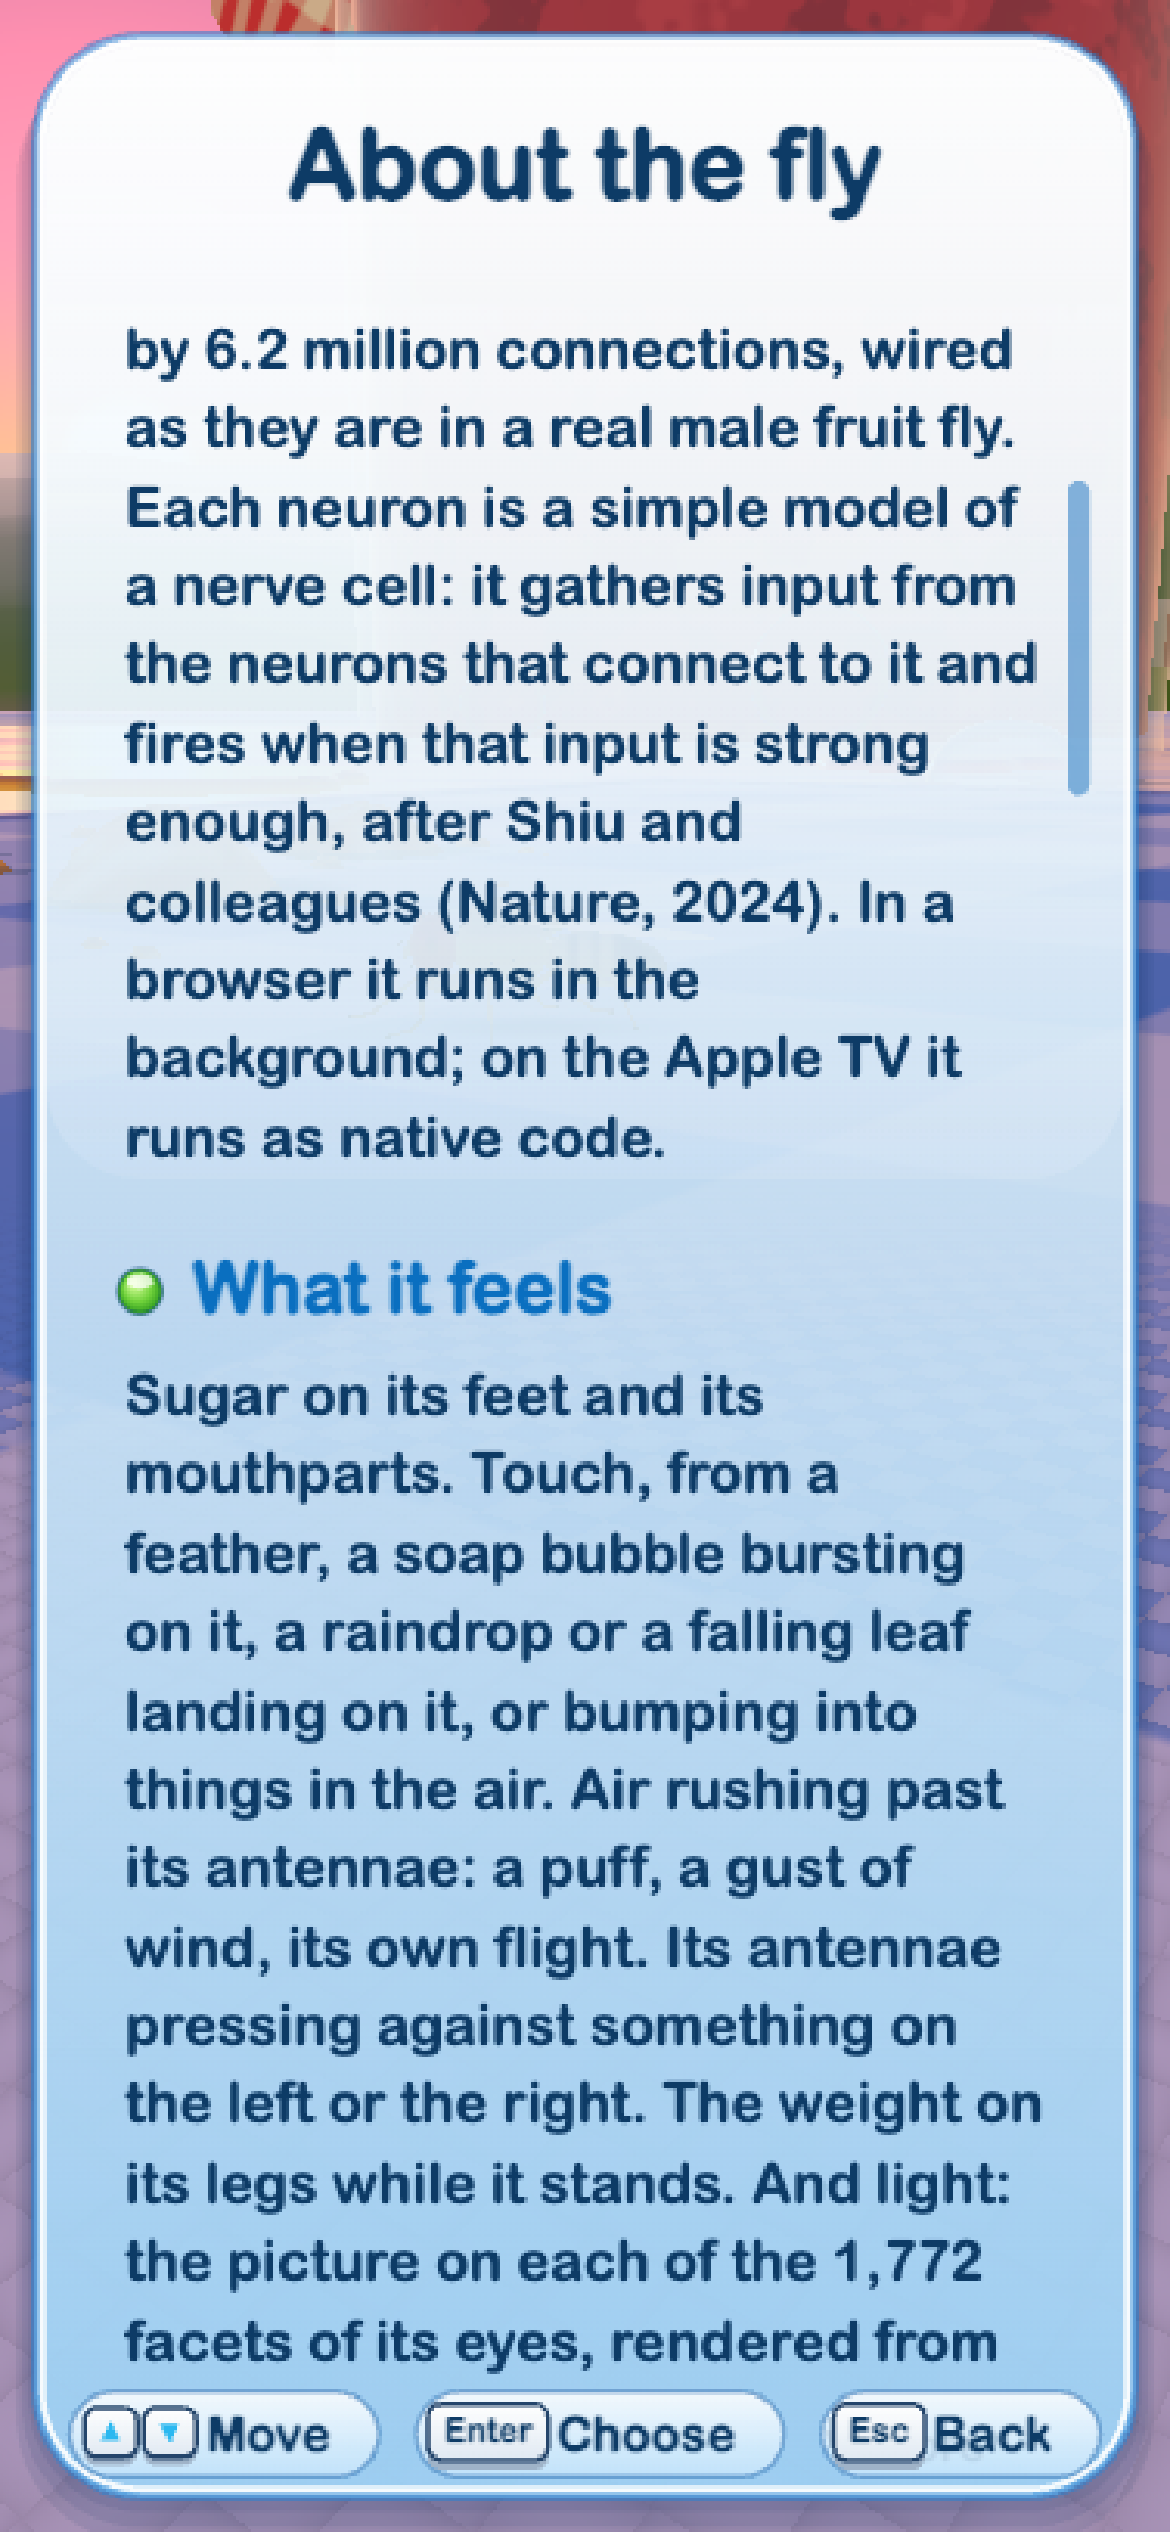 About the fly
by 6.2 million connections, wired
as they are in a real male fruit fly.
Each neuron is a simple model of
a nerve cell: it gathers input from
the neurons that connect to it and
fires when that input is strong
enough, after Shiu and
colleagues (Nature, 2024). In a
browser it runs in the
background; on the Apple TV it
runs as native code.
What it feels
Sugar on its feet and its
mouthparts. Touch, from a
feather, a soap bubble bursting
on it, a raindrop or a falling leaf
landing on it, or bumping into
things in the air. Air rushing past
its antennae: a puff, a gust of
wind, its own flight. Its antennae
pressing against something on
the left or the right. The weight on
its legs while it stands. And light:
the picture on each of the 1,772
facets of its eyes, rendered from
▲ ▼ Move Enter Choose Esc Back